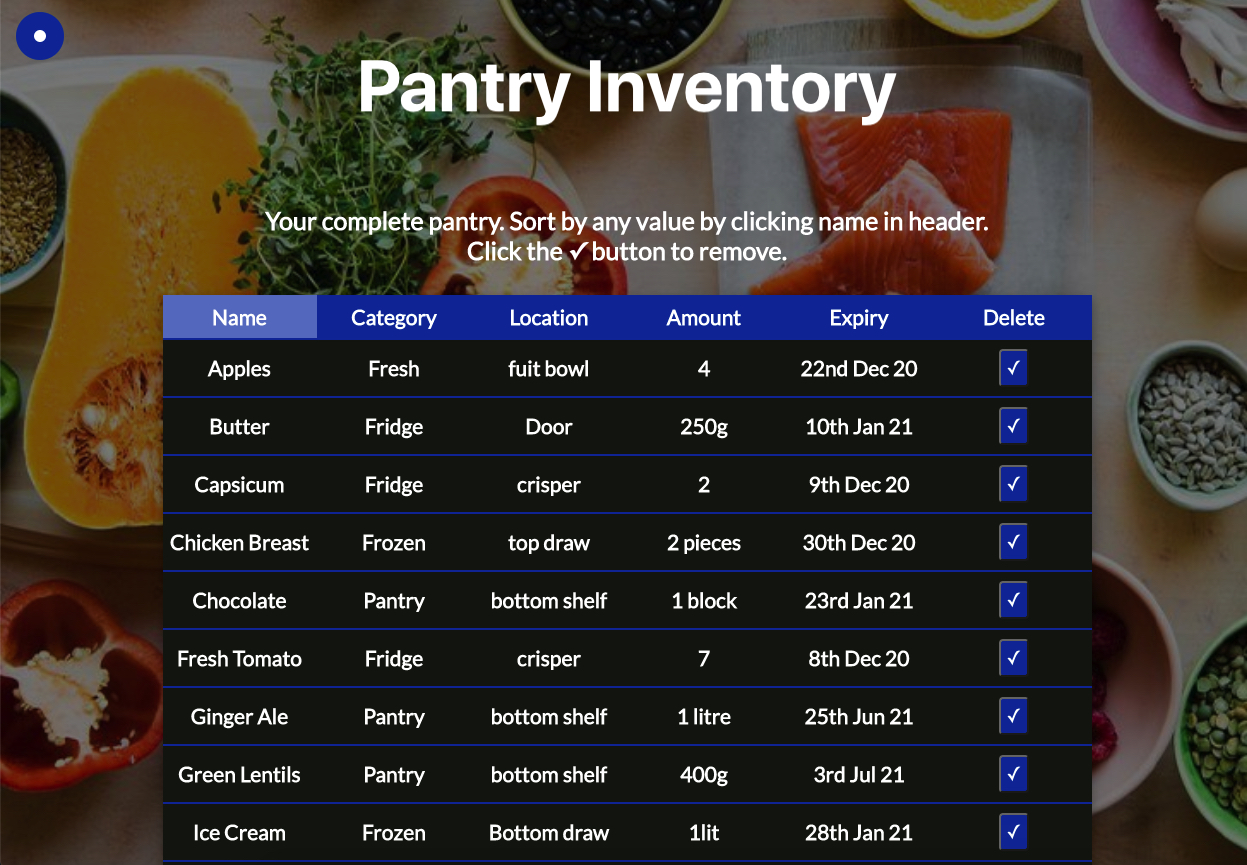 Pantry Inventory
Your complete pantry. Sort by any value by clicking name in header.
Click the ✓ button to remove.
Name Category Location Amount Expiry Delete
Apples Fresh fuit bowl 4 22nd Dec 20 ✓
Butter Fridge Door 250g 10th Jan 21 ✓
Capsicum Fridge crisper 2 9th Dec 20 ✓
Chicken Breast Frozen top draw 2 pieces 30th Dec 20 ✓
Chocolate Pantry bottom shelf 1 block 23rd Jan 21 ✓
Fresh Tomato Fridge crisper 7 8th Dec 20 ✓
Ginger Ale Pantry bottom shelf 1 litre 25th Jun 21 ✓
Green Lentils Pantry bottom shelf 400g 3rd Jul 21 ✓
Ice Cream Frozen Bottom draw 1lit 28th Jan 21 ✓